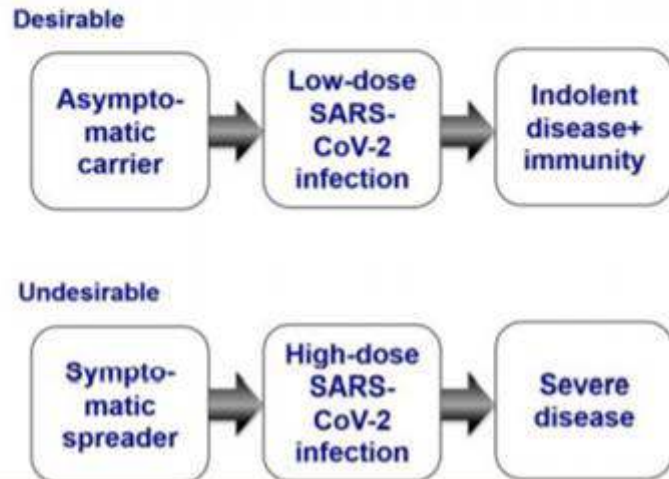 Desirable
Asympto-
matic
carrier
Low-dose
SARS-
CoV-2
infection
Indolent
disease+
immunity
Undesirable
Sympto-
matic
spreader
High-dose
SARS-
CoV-2
infection
Severe
disease